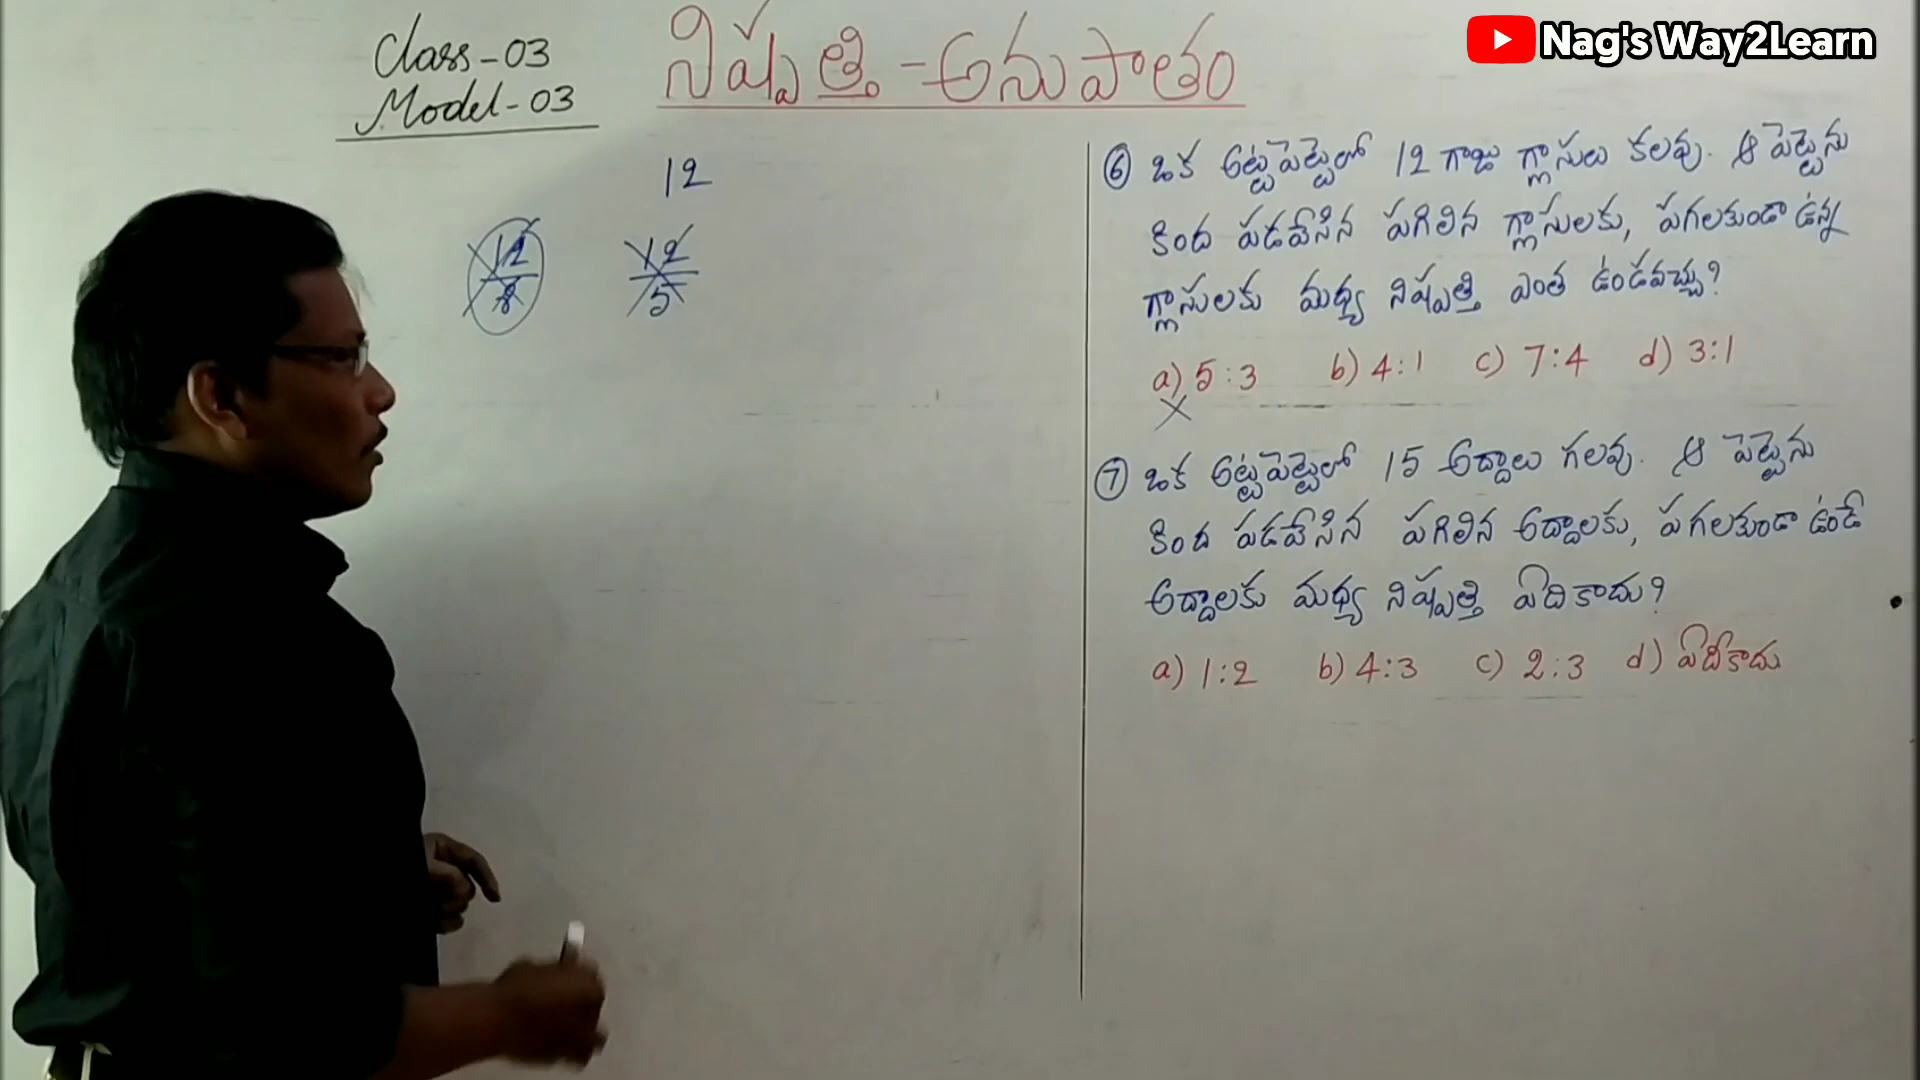 Class-03
Model-03
నిష్పత్తి - అనుపాతం
Nag's Way2Learn
12
12/8
12/5
⑥ ఒక అట్టపెట్టెలో 12 గాజు గ్లాసులు కలవు. ఆ పెట్టెను
కింద పడవేసిన పగిలిన గ్లాసులకు, పగలకుండా ఉన్న
గ్లాసులకు మధ్య నిష్పత్తి ఎంత ఉండవచ్చు?
a) 5:3 b) 4:1 c) 7:4 d) 3:1
⑦ ఒక అట్టపెట్టెలో 15 అద్దాలు గలవు. ఆ పెట్టెను
కింద పడవేసిన పగిలిన అద్దాలకు, పగలకుండా ఉండే
అద్దాలకు మధ్య నిష్పత్తి ఏదికాదు?
a) 1:2 b) 4:3 c) 2:3 d) ఏదీకాదు